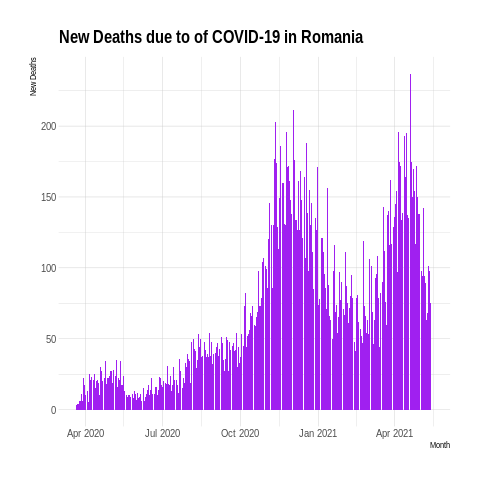 New Deaths due to of COVID-19 in Romania
New Deaths
200
150
100
50
0
Apr 2020
Jul 2020
Oct 2020
Jan 2021
Apr 2021
Month